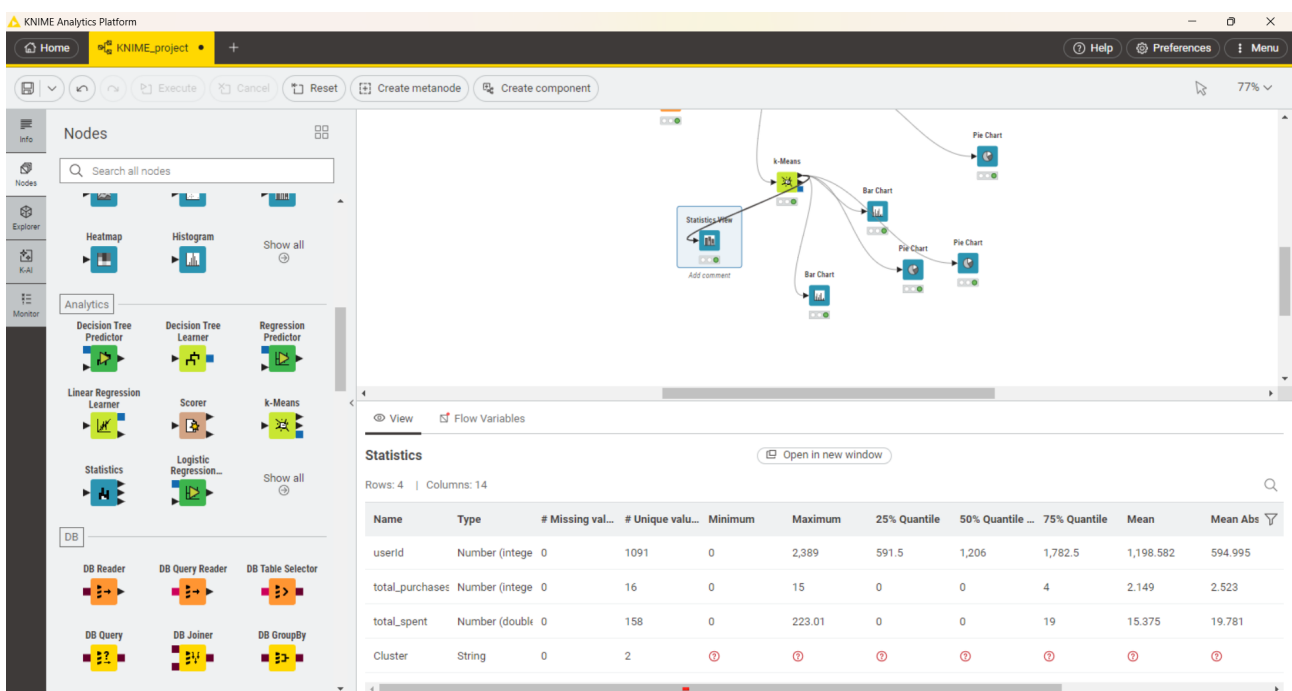 KNIME Analytics Platform
Home
KNIME_project
Help
Preferences
Menu
Execute
Cancel
Reset
Create metanode
Create component
77%
Info
Nodes
Explorer
K-AI
Monitor
Nodes
Search all nodes
Heatmap
Histogram
Show all
Analytics
Decision Tree Predictor
Decision Tree Learner
Regression Predictor
Linear Regression Learner
Scorer
k-Means
Statistics
Logistic Regression...
Show all
DB
DB Reader
DB Query Reader
DB Table Selector
DB Query
DB Joiner
DB GroupBy
Pie Chart
k-Means
Bar Chart
Statistics View
Add comment
Pie Chart
Pie Chart
Bar Chart
View
Flow Variables
Statistics
Open in new window
Rows: 4 | Columns: 14
Name Type # Missing val... # Unique valu... Minimum Maximum 25% Quantile 50% Quantile ... 75% Quantile Mean Mean Abs
userId Number (intege 0 1091 0 2,389 591.5 1,206 1,782.5 1,198.582 594.995
total_purchases Number (intege 0 16 0 15 0 0 4 2.149 2.523
total_spent Number (double 0 158 0 223.01 0 0 19 15.375 19.781
Cluster String 0 2 ? ? ? ? ? ? ?